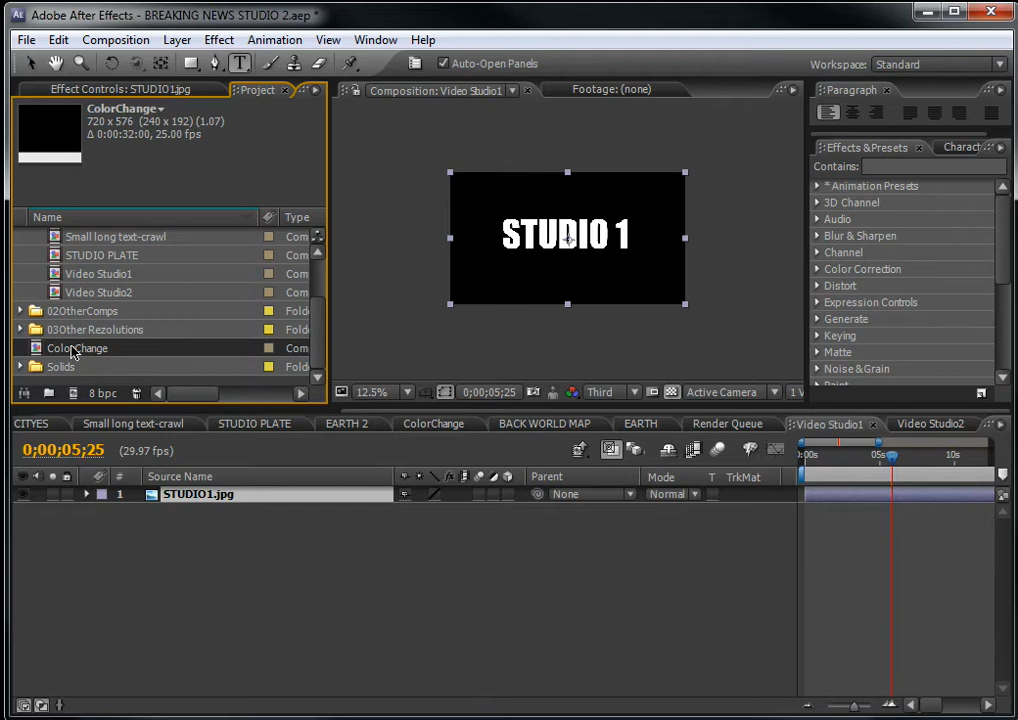 Adobe After Effects - BREAKING NEWS STUDIO 2.aep *
File Edit Composition Layer Effect Animation View Window Help
Auto-Open Panels
Workspace: Standard
Effect Controls: STUDIO1.jpg
Project
Composition: Video Studio1
Footage: (none)
Paragraph
ColorChange
720 x 576 (240 x 192) (1.07)
Δ 0:00:32:00, 25.00 fps
Effects & Presets
Charact
Contains:
* Animation Presets
3D Channel
Audio
Blur & Sharpen
Channel
Color Correction
Distort
Expression Controls
Generate
Keying
Matte
Noise & Grain
Paint
STUDIO 1
Name Type
Small long text-crawl Com
STUDIO PLATE Com
Video Studio1 Com
Video Studio2 Com
02OtherComps Folde
03Other Rezolutions Folde
ColorChange Com
Solids Folde
8 bpc
12.5% 0;00;05;25 Third Active Camera 1 V
CITYES Small long text-crawl STUDIO PLATE EARTH 2 ColorChange BACK WORLD MAP EARTH Render Queue Video Studio1 Video Studio2
0;00;05;25 (29.97 fps)
:00s 05s 10s
# Source Name Parent Mode T TrkMat
1 STUDIO1.jpg None Normal